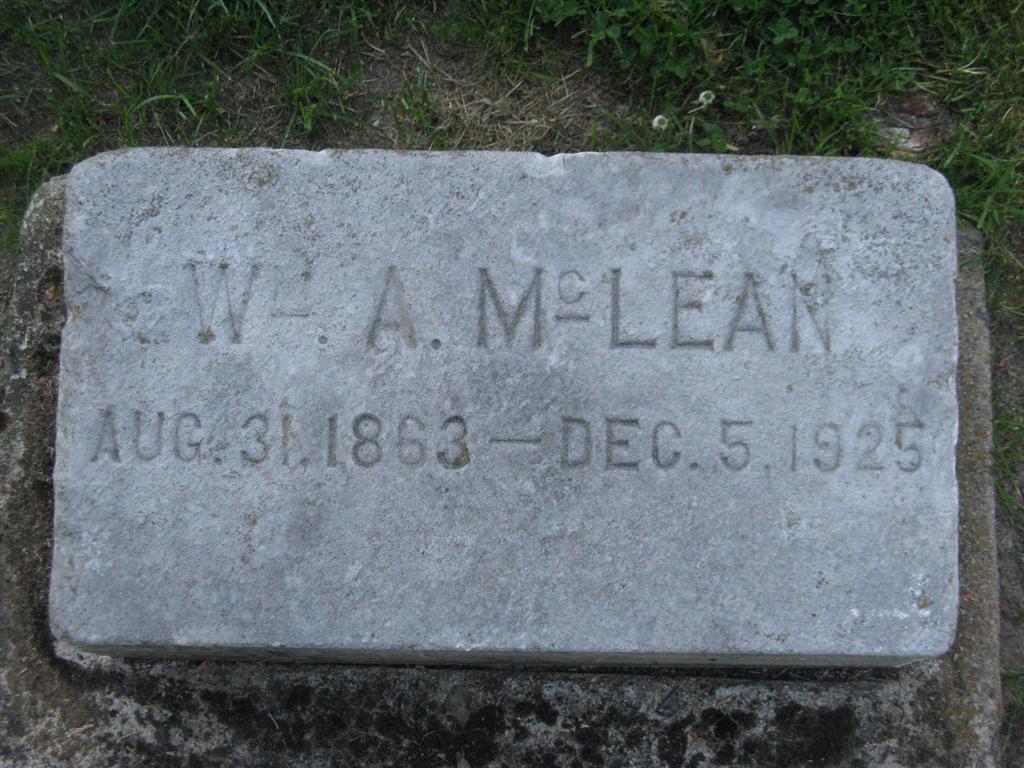 Wm. A. McLEAN
AUG. 31, 1863 — DEC. 5, 1925